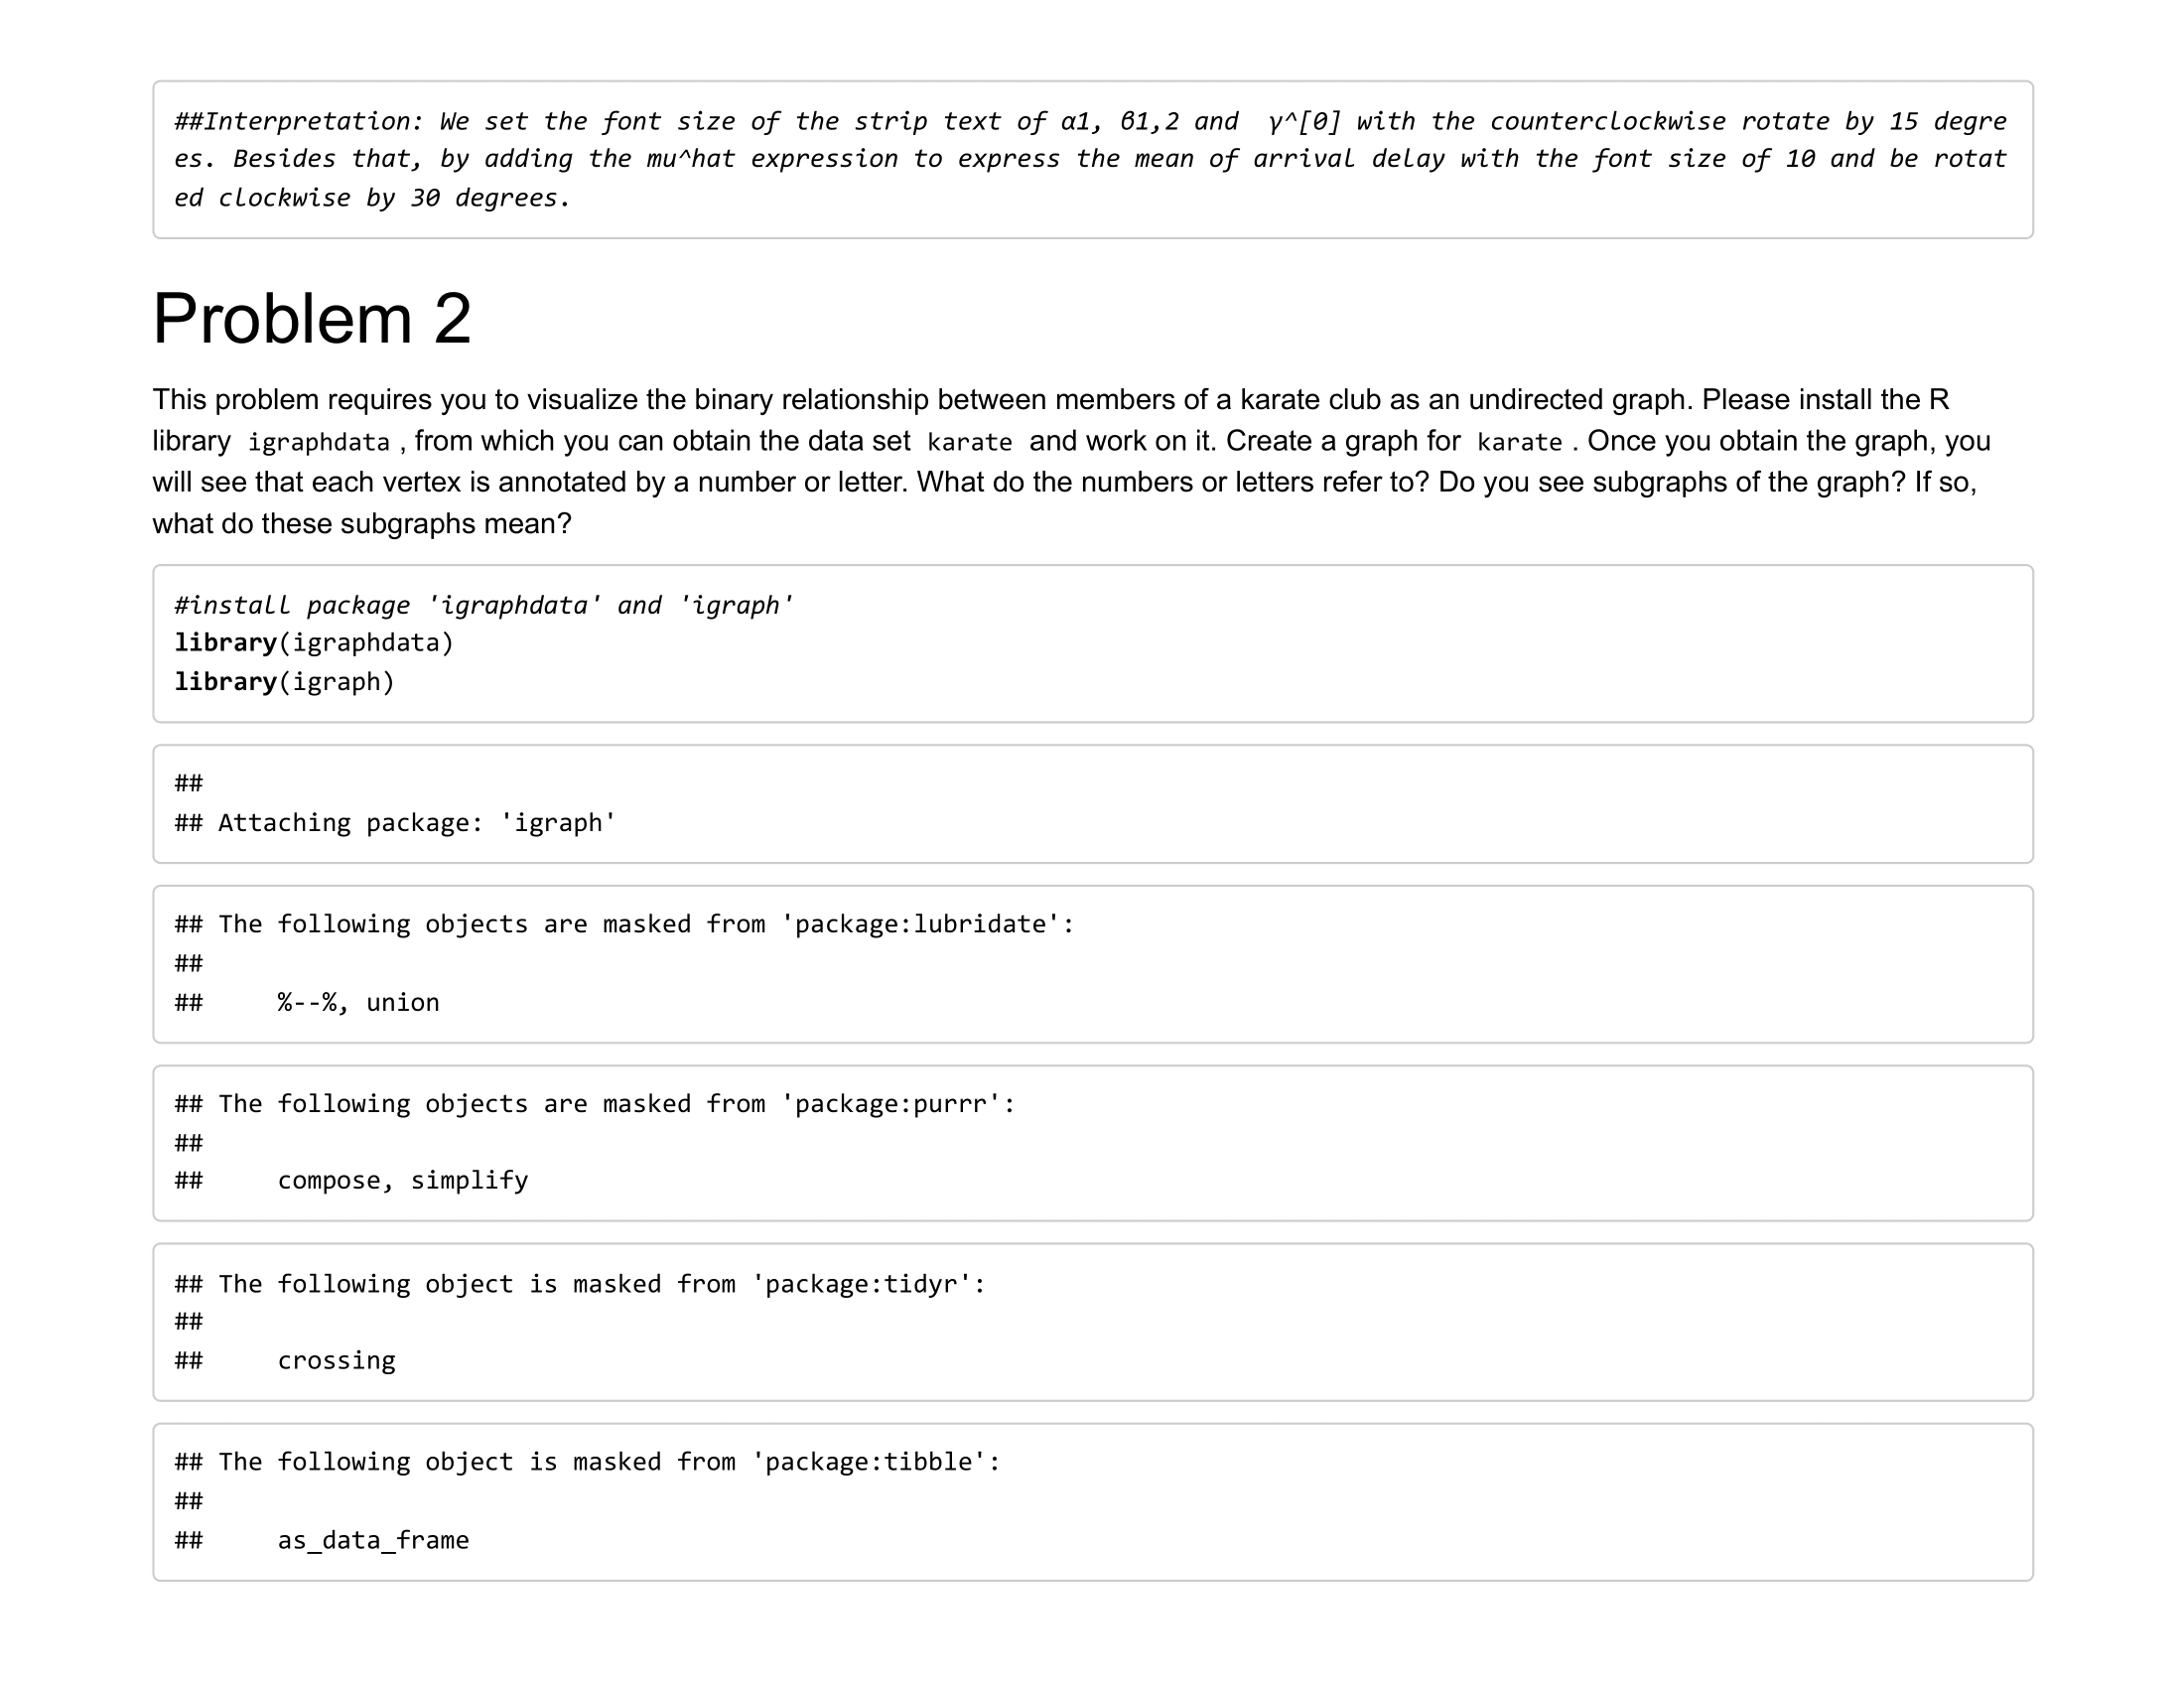 ##Interpretation: We set the font size of the strip text of α1, β1,2 and  γ^[0] with the counterclockwise rotate by 15 degre
es. Besides that, by adding the mu^hat expression to express the mean of arrival delay with the font size of 10 and be rotat
ed clockwise by 30 degrees.
Problem 2
This problem requires you to visualize the binary relationship between members of a karate club as an undirected graph. Please install the R
library igraphdata , from which you can obtain the data set karate and work on it. Create a graph for karate . Once you obtain the graph, you
will see that each vertex is annotated by a number or letter. What do the numbers or letters refer to? Do you see subgraphs of the graph? If so,
what do these subgraphs mean?
#install package 'igraphdata' and 'igraph'
library(igraphdata)
library(igraph)
##
## Attaching package: 'igraph'
## The following objects are masked from 'package:lubridate':
##
##     %--%, union
## The following objects are masked from 'package:purrr':
##
##     compose, simplify
## The following object is masked from 'package:tidyr':
##
##     crossing
## The following object is masked from 'package:tibble':
##
##     as_data_frame